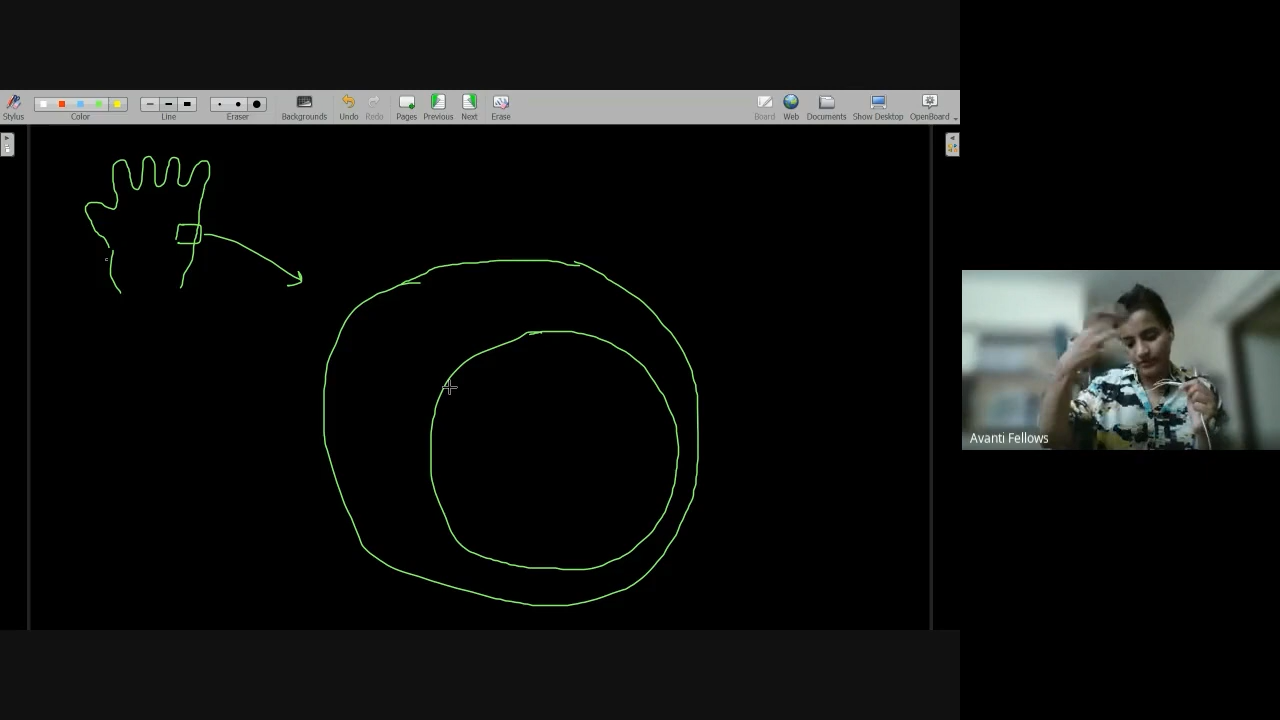 Stylus
Color
Line
Eraser
Backgrounds
Undo
Redo
Pages
Previous
Next
Erase
Board
Web
Documents
Show Desktop
OpenBoard
Avanti Fellows